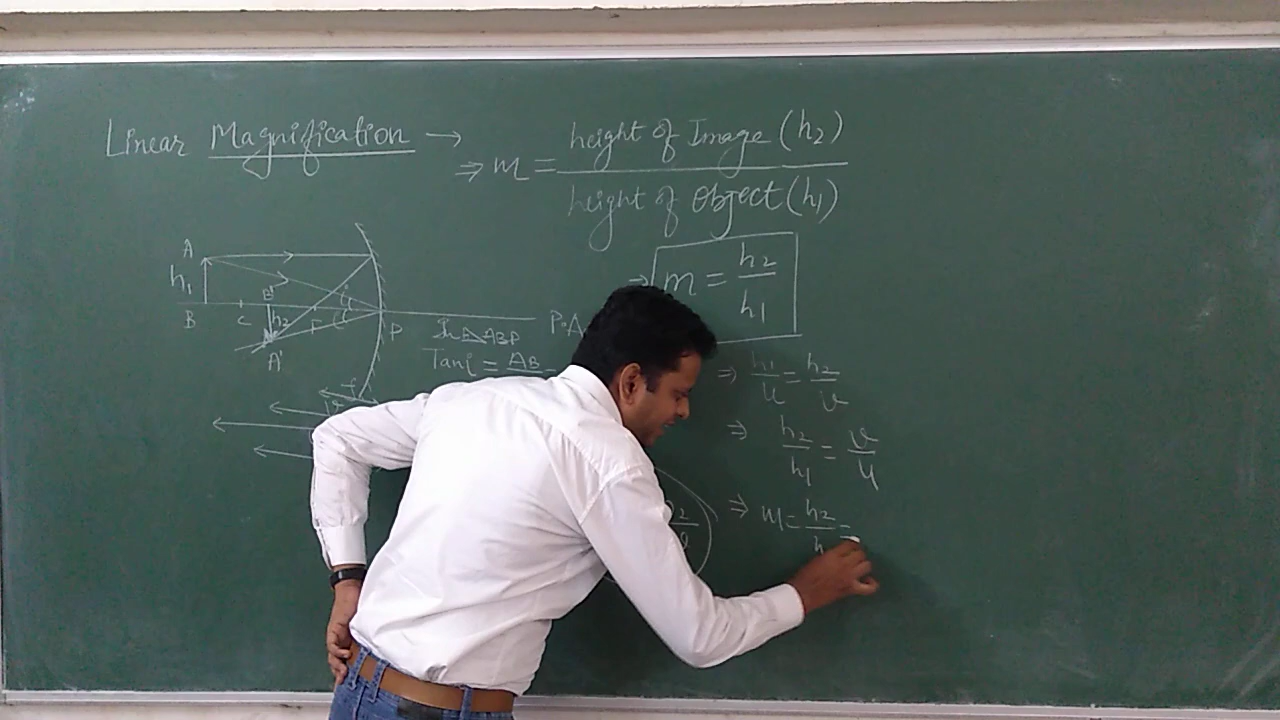 Linear Magnification →
⇒ m = height of Image (h2) / height of Object (h1)
⇒ m = h2 / h1
A
h1
B'
B C h2 F P P.A.
A'
In △ABP
Tan i = AB
⇒ h1 / u = h2 / v
⇒ h2 / h1 = v / u
⇒ m = h2 / h =